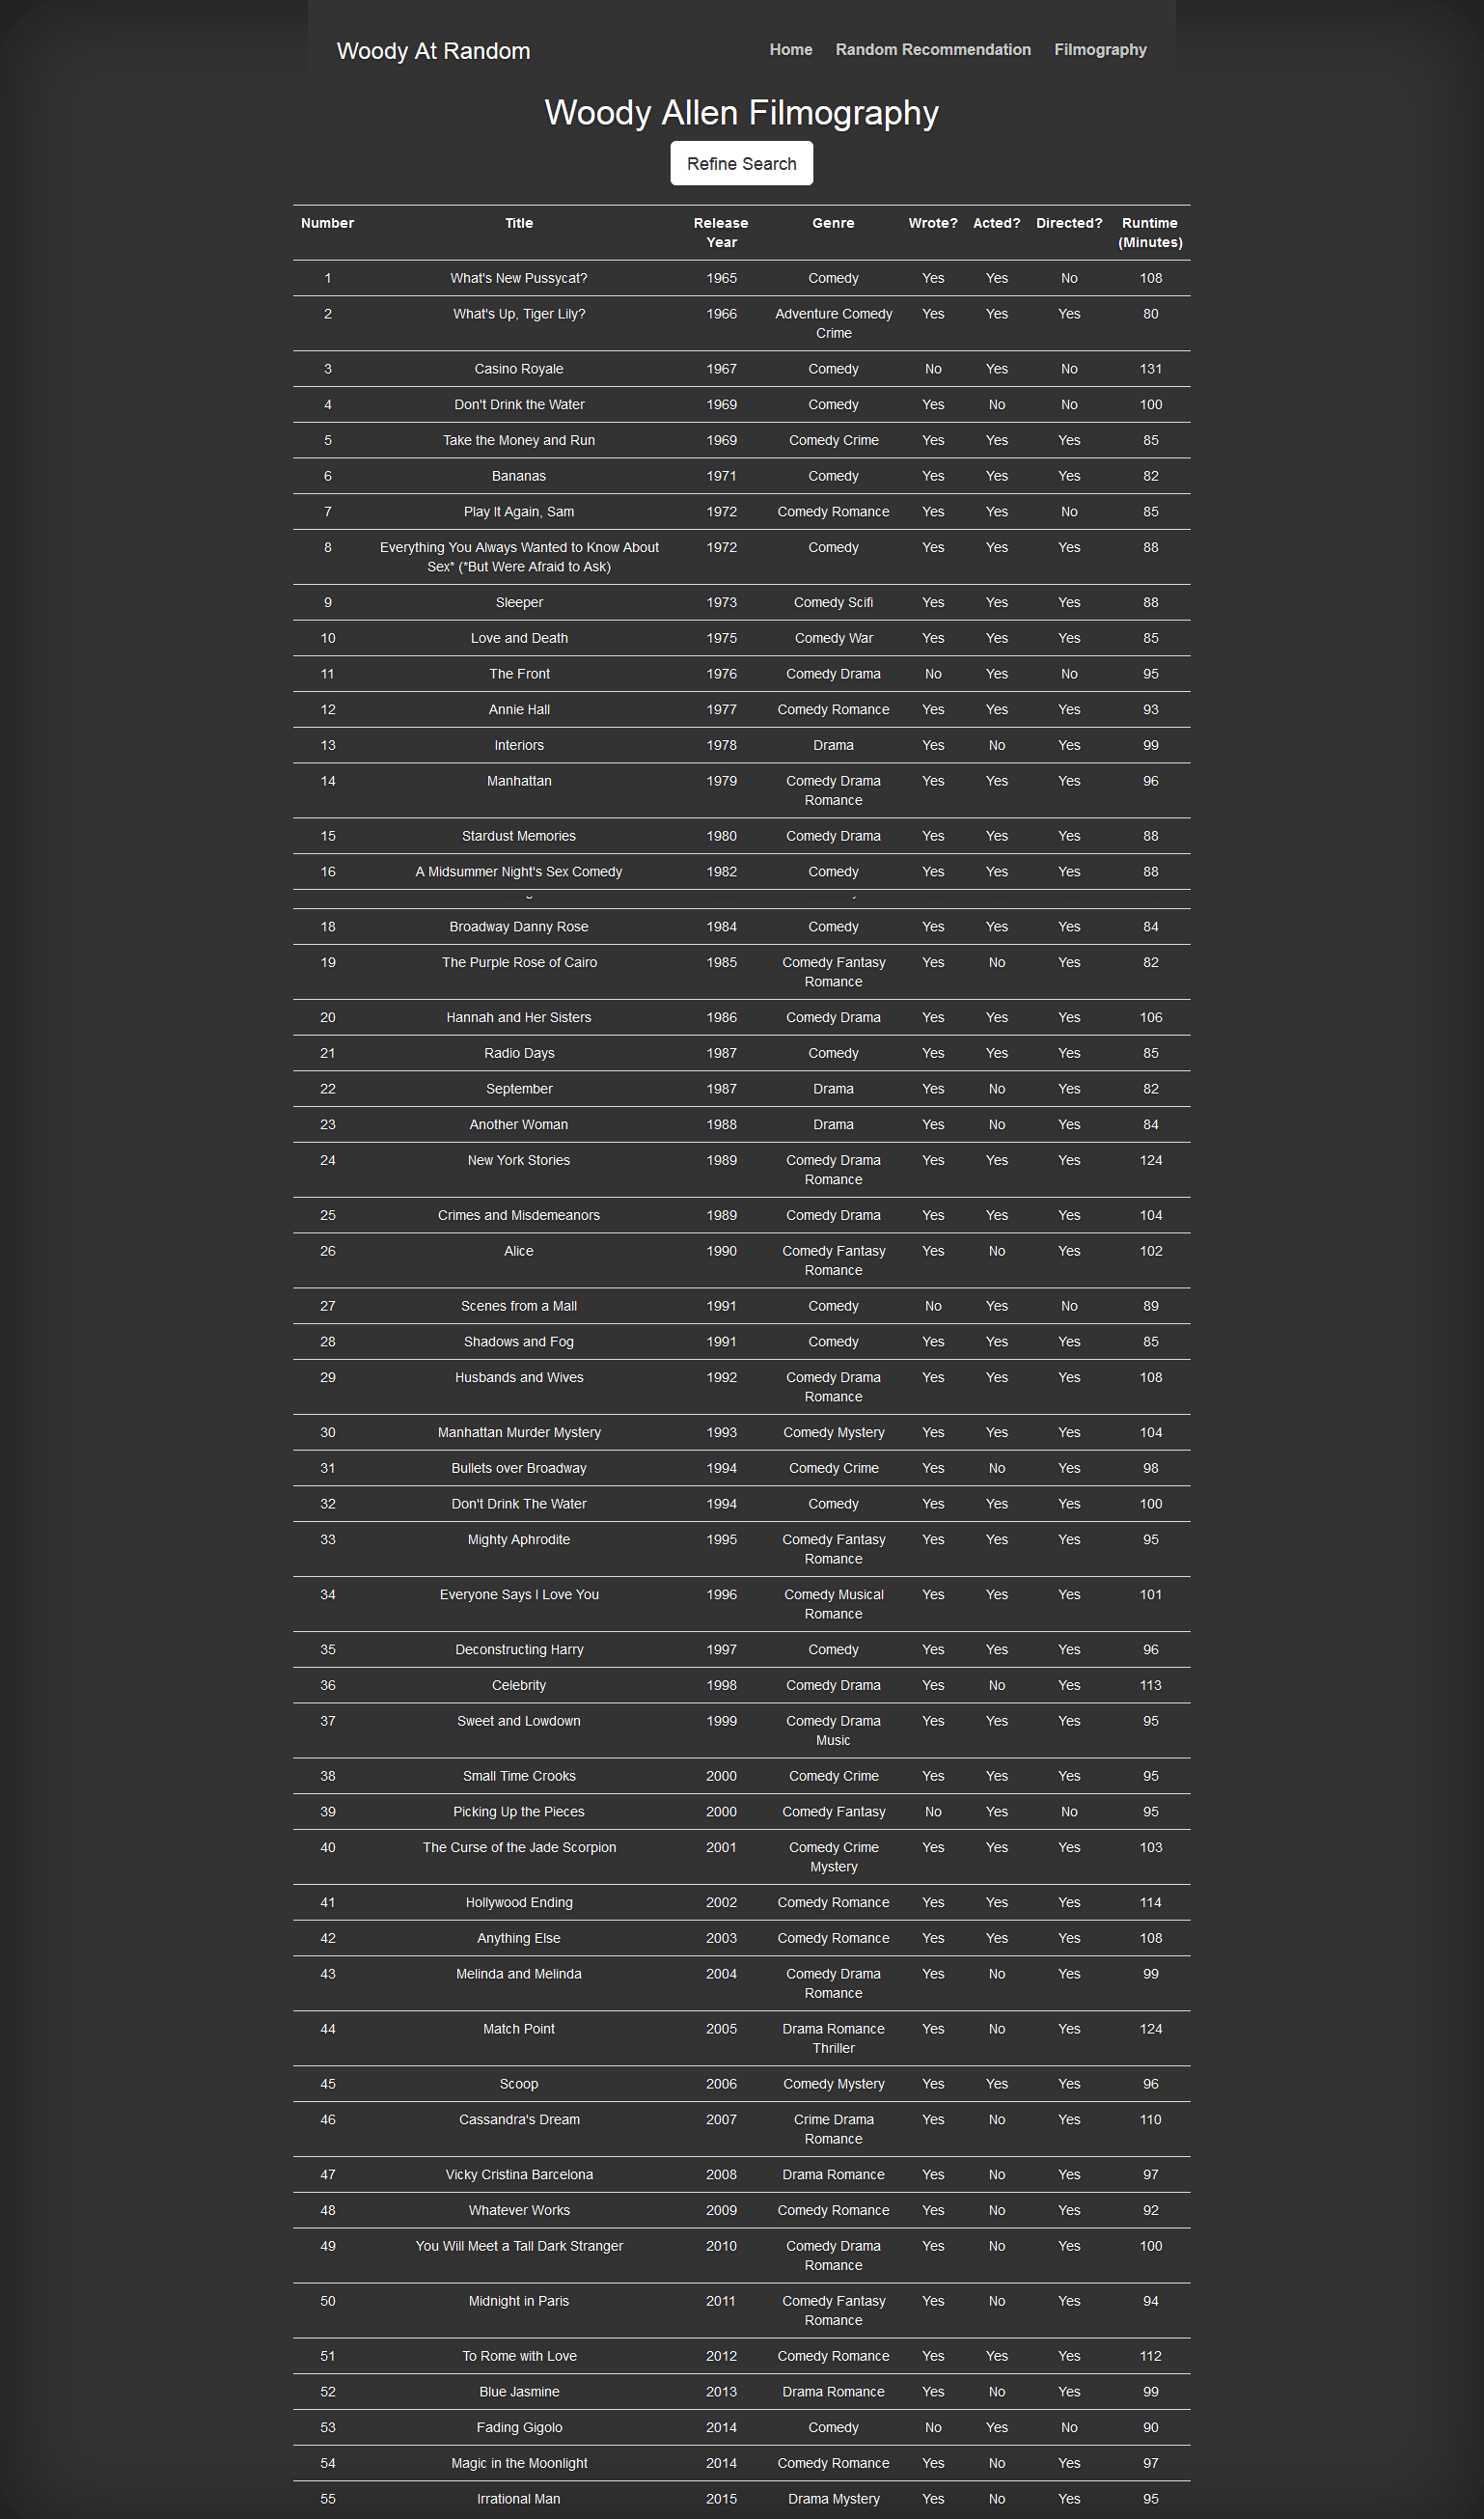 Woody At Random Home Random Recommendation Filmography
Woody Allen Filmography
Refine Search
Number Title Release Genre Wrote? Acted? Directed? Runtime
Year (Minutes)
1 What's New Pussycat? 1965 Comedy Yes Yes No 108
2 What's Up, Tiger Lily? 1966 Adventure Comedy Yes Yes Yes 80
Crime
3 Casino Royale 1967 Comedy No Yes No 131
4 Don't Drink the Water 1969 Comedy Yes No No 100
5 Take the Money and Run 1969 Comedy Crime Yes Yes Yes 85
6 Bananas 1971 Comedy Yes Yes Yes 82
7 Play It Again, Sam 1972 Comedy Romance Yes Yes No 85
8 Everything You Always Wanted to Know About 1972 Comedy Yes Yes Yes 88
Sex* (*But Were Afraid to Ask)
9 Sleeper 1973 Comedy Scifi Yes Yes Yes 88
10 Love and Death 1975 Comedy War Yes Yes Yes 85
11 The Front 1976 Comedy Drama No Yes No 95
12 Annie Hall 1977 Comedy Romance Yes Yes Yes 93
13 Interiors 1978 Drama Yes No Yes 99
14 Manhattan 1979 Comedy Drama Yes Yes Yes 96
Romance
15 Stardust Memories 1980 Comedy Drama Yes Yes Yes 88
16 A Midsummer Night's Sex Comedy 1982 Comedy Yes Yes Yes 88
18 Broadway Danny Rose 1984 Comedy Yes Yes Yes 84
19 The Purple Rose of Cairo 1985 Comedy Fantasy Yes No Yes 82
Romance
20 Hannah and Her Sisters 1986 Comedy Drama Yes Yes Yes 106
21 Radio Days 1987 Comedy Yes Yes Yes 85
22 September 1987 Drama Yes No Yes 82
23 Another Woman 1988 Drama Yes No Yes 84
24 New York Stories 1989 Comedy Drama Yes Yes Yes 124
Romance
25 Crimes and Misdemeanors 1989 Comedy Drama Yes Yes Yes 104
26 Alice 1990 Comedy Fantasy Yes No Yes 102
Romance
27 Scenes from a Mall 1991 Comedy No Yes No 89
28 Shadows and Fog 1991 Comedy Yes Yes Yes 85
29 Husbands and Wives 1992 Comedy Drama Yes Yes Yes 108
Romance
30 Manhattan Murder Mystery 1993 Comedy Mystery Yes Yes Yes 104
31 Bullets over Broadway 1994 Comedy Crime Yes No Yes 98
32 Don't Drink The Water 1994 Comedy Yes Yes Yes 100
33 Mighty Aphrodite 1995 Comedy Fantasy Yes Yes Yes 95
Romance
34 Everyone Says I Love You 1996 Comedy Musical Yes Yes Yes 101
Romance
35 Deconstructing Harry 1997 Comedy Yes Yes Yes 96
36 Celebrity 1998 Comedy Drama Yes No Yes 113
37 Sweet and Lowdown 1999 Comedy Drama Yes Yes Yes 95
Music
38 Small Time Crooks 2000 Comedy Crime Yes Yes Yes 95
39 Picking Up the Pieces 2000 Comedy Fantasy No Yes No 95
40 The Curse of the Jade Scorpion 2001 Comedy Crime Yes Yes Yes 103
Mystery
41 Hollywood Ending 2002 Comedy Romance Yes Yes Yes 114
42 Anything Else 2003 Comedy Romance Yes Yes Yes 108
43 Melinda and Melinda 2004 Comedy Drama Yes No Yes 99
Romance
44 Match Point 2005 Drama Romance Yes No Yes 124
Thriller
45 Scoop 2006 Comedy Mystery Yes Yes Yes 96
46 Cassandra's Dream 2007 Crime Drama Yes No Yes 110
Romance
47 Vicky Cristina Barcelona 2008 Drama Romance Yes No Yes 97
48 Whatever Works 2009 Comedy Romance Yes No Yes 92
49 You Will Meet a Tall Dark Stranger 2010 Comedy Drama Yes No Yes 100
Romance
50 Midnight in Paris 2011 Comedy Fantasy Yes No Yes 94
Romance
51 To Rome with Love 2012 Comedy Romance Yes Yes Yes 112
52 Blue Jasmine 2013 Drama Romance Yes No Yes 99
53 Fading Gigolo 2014 Comedy No Yes No 90
54 Magic in the Moonlight 2014 Comedy Romance Yes No Yes 97
55 Irrational Man 2015 Drama Mystery Yes No Yes 95